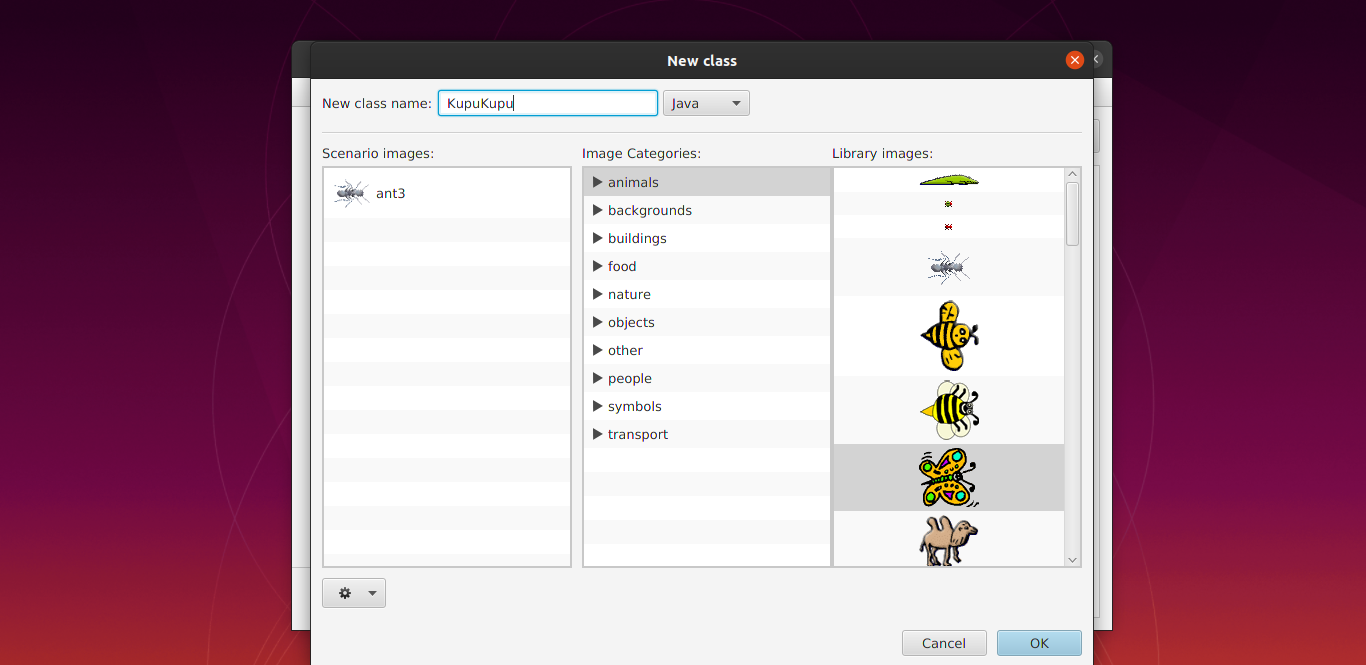 New class
New class name: KupuKupu Java
Scenario images: Image Categories: Library images:
ant3
animals
backgrounds
buildings
food
nature
objects
other
people
symbols
transport
Cancel OK